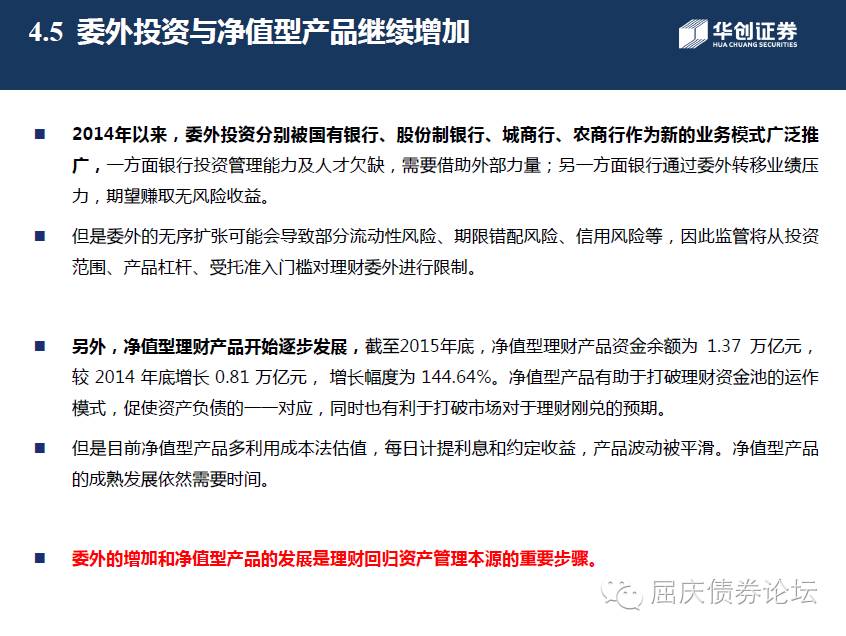 4.5 委外投资与净值型产品继续增加
华创证券
HUA CHUANG SECURITIES
■ 2014年以来，委外投资分别被国有银行、股份制银行、城商行、农商行作为新的业务模式广泛推
广，一方面银行投资管理能力及人才欠缺，需要借助外部力量；另一方面银行通过委外转移业绩压
力，期望赚取无风险收益。
■ 但是委外的无序扩张可能会导致部分流动性风险、期限错配风险、信用风险等，因此监管将从投资
范围、产品杠杆、受托准入门槛对理财委外进行限制。
■ 另外，净值型理财产品开始逐步发展，截至2015年底，净值型理财产品资金余额为 1.37 万亿元，
较 2014 年底增长 0.81 万亿元， 增长幅度为 144.64%。净值型产品有助于打破理财资金池的运作
模式，促使资产负债的一一对应，同时也有利于打破市场对于理财刚兑的预期。
■ 但是目前净值型产品多利用成本法估值，每日计提利息和约定收益，产品波动被平滑。净值型产品
的成熟发展依然需要时间。
■ 委外的增加和净值型产品的发展是理财回归资产管理本源的重要步骤。
屈庆债券论坛